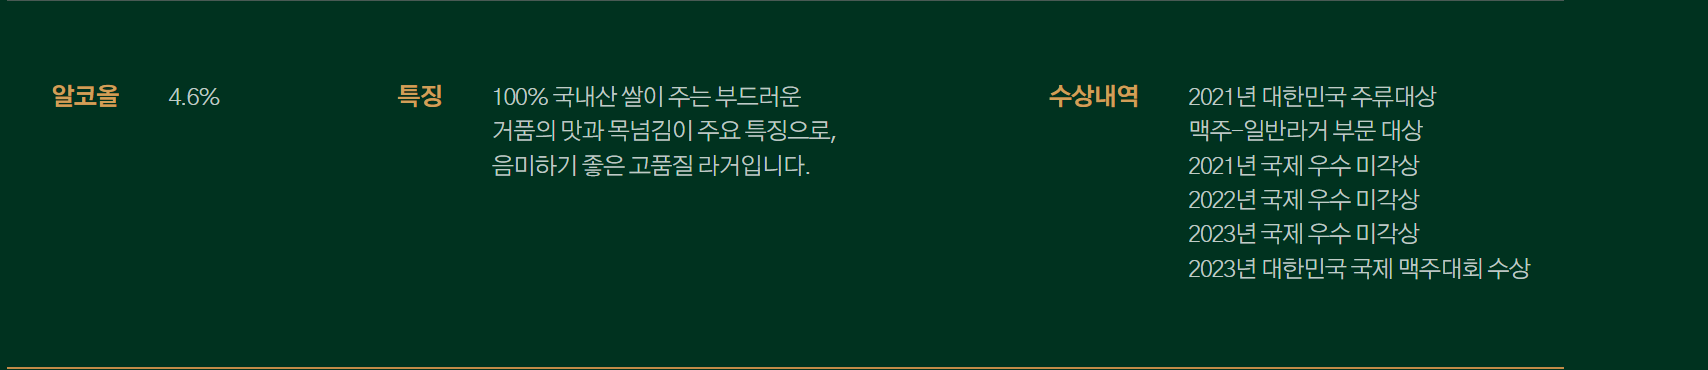 알코올
4.6%
특징
100% 국내산 쌀이 주는 부드러운
거품의 맛과 목넘김이 주요 특징으로,
음미하기 좋은 고품질 라거입니다.
수상내역
2021년 대한민국 주류대상
맥주-일반라거 부문 대상
2021년 국제 우수 미각상
2022년 국제 우수 미각상
2023년 국제 우수 미각상
2023년 대한민국 국제 맥주대회 수상